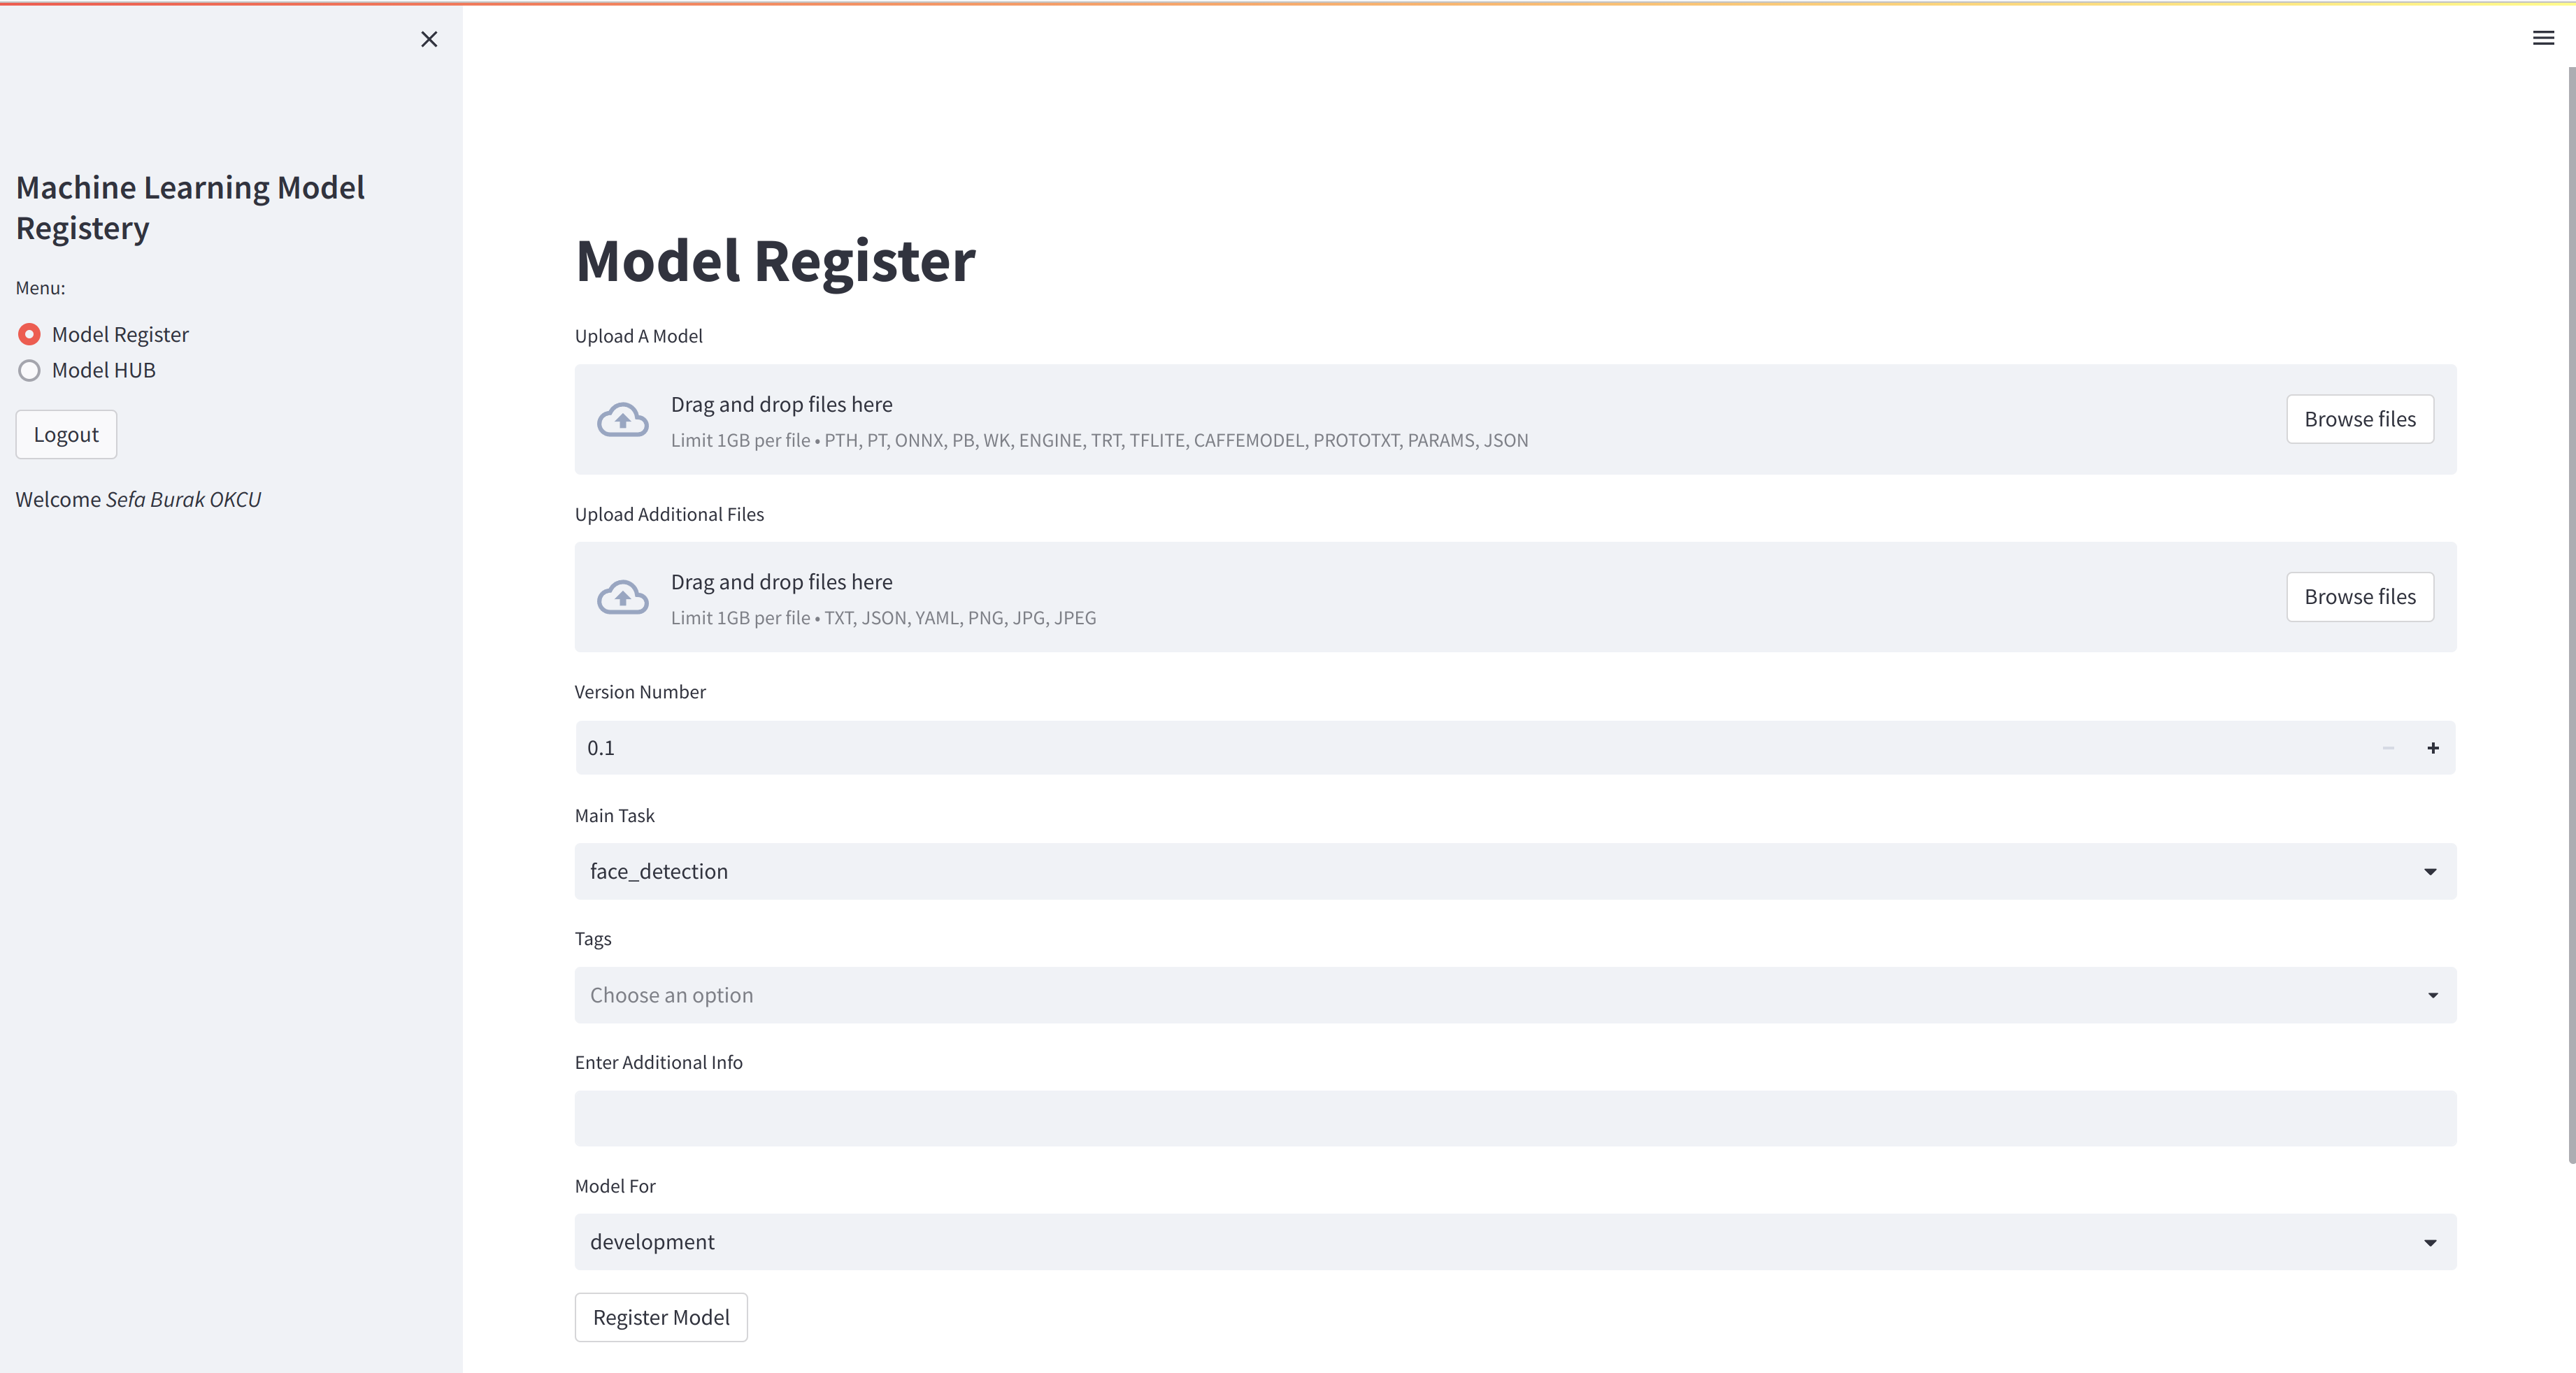 Machine Learning Model
Registery
Menu:
Model Register
Model HUB
Logout
Welcome Sefa Burak OKCU
Model Register
Upload A Model
Drag and drop files here
Limit 1GB per file • PTH, PT, ONNX, PB, WK, ENGINE, TRT, TFLITE, CAFFEMODEL, PROTOTXT, PARAMS, JSON
Browse files
Upload Additional Files
Drag and drop files here
Limit 1GB per file • TXT, JSON, YAML, PNG, JPG, JPEG
Browse files
Version Number
0.1
Main Task
face_detection
Tags
Choose an option
Enter Additional Info
Model For
development
Register Model